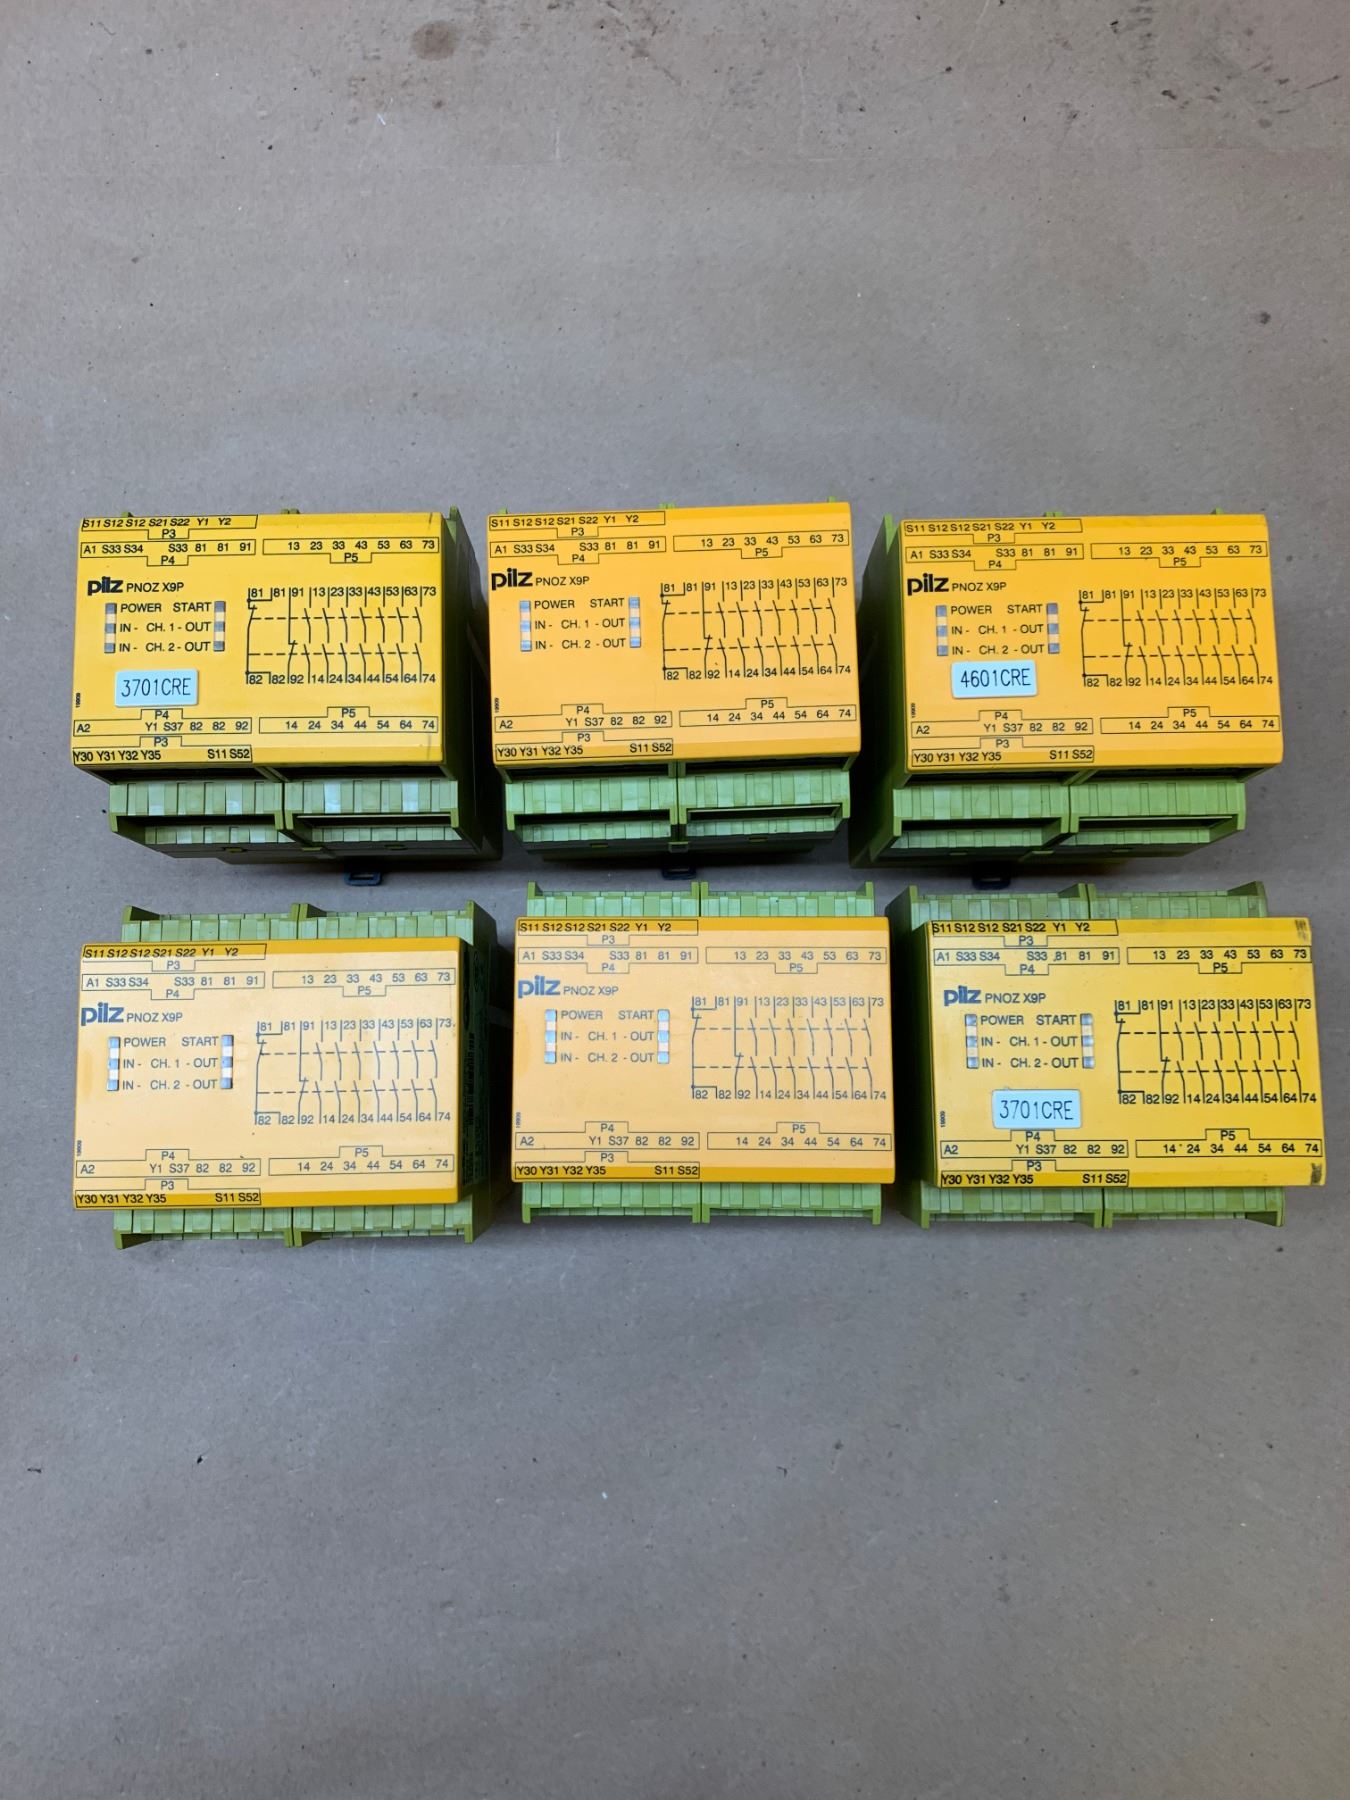 S11 S12 S12 S21 S22 Y1 Y2
P3
A1 S33 S34 S33 81 81 91 13 23 33 43 53 63 73
P4 P5
pilz PNOZ X9P
81 81 91 13 23 33 43 53 63 73
POWER START
IN - CH. 1 - OUT
IN - CH. 2 - OUT
82 82 92 14 24 34 44 54 64 74
3701CRE
P4 P5
A2 Y1 S37 82 82 92 14 24 34 44 54 64 74
P3
Y30 Y31 Y32 Y35 S11 S52
S11 S12 S12 S21 S22 Y1 Y2
P3
A1 S33 S34 S33 81 81 91 13 23 33 43 53 63 73
P4 P5
pilz PNOZ X9P
81 81 91 13 23 33 43 53 63 73
POWER START
IN - CH. 1 - OUT
IN - CH. 2 - OUT
82 82 92 14 24 34 44 54 64 74
P4 P5
A2 Y1 S37 82 82 92 14 24 34 44 54 64 74
P3
Y30 Y31 Y32 Y35 S11 S52
S11 S12 S12 S21 S22 Y1 Y2
P3
A1 S33 S34 S33 81 81 91 13 23 33 43 53 63 73
P4 P5
pilz PNOZ X9P
81 81 91 13 23 33 43 53 63 73
POWER START
IN - CH. 1 - OUT
IN - CH. 2 - OUT
82 82 92 14 24 34 44 54 64 74
4601CRE
P4 P5
A2 Y1 S37 82 82 92 14 24 34 44 54 64 74
P3
Y30 Y31 Y32 Y35 S11 S52
S11 S12 S12 S21 S22 Y1 Y2
P3
A1 S33 S34 S33 81 81 91 13 23 33 43 53 63 73
P4 P5
pilz PNOZ X9P
81 81 91 13 23 33 43 53 63 73
POWER START
IN - CH. 1 - OUT
IN - CH. 2 - OUT
82 82 92 14 24 34 44 54 64 74
P4 P5
A2 Y1 S37 82 82 92 14 24 34 44 54 64 74
P3
Y30 Y31 Y32 Y35 S11 S52
S11 S12 S12 S21 S22 Y1 Y2
P3
A1 S33 S34 S33 81 81 91 13 23 33 43 53 63 73
P4 P5
pilz PNOZ X9P
81 81 91 13 23 33 43 53 63 73
POWER START
IN - CH. 1 - OUT
IN - CH. 2 - OUT
82 82 92 14 24 34 44 54 64 74
P4 P5
A2 Y1 S37 82 82 92 14 24 34 44 54 64 74
P3
Y30 Y31 Y32 Y35 S11 S52
S11 S12 S12 S21 S22 Y1 Y2
P3
A1 S33 S34 S33 81 81 91 13 23 33 43 53 63 73
P4 P5
pilz PNOZ X9P
81 81 91 13 23 33 43 53 63 73
POWER START
IN - CH. 1 - OUT
IN - CH. 2 - OUT
82 82 92 14 24 34 44 54 64 74
3701CRE
P4 P5
A2 Y1 S37 82 82 92 14 24 34 44 54 64 74
P3
Y30 Y31 Y32 Y35 S11 S52